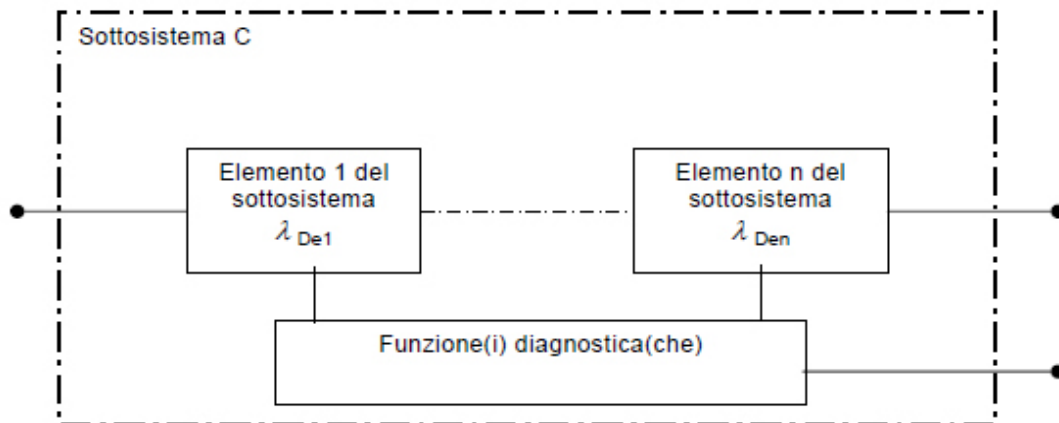 Sottosistema C
Elemento 1 del
sottosistema
λ De1
Elemento n del
sottosistema
λ Den
Funzione(i) diagnostica(che)